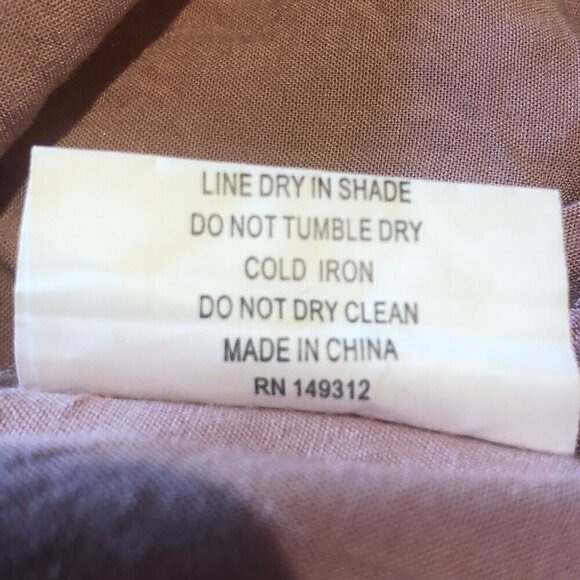 LINE DRY IN SHADE
DO NOT TUMBLE DRY
COLD IRON
DO NOT DRY CLEAN
MADE IN CHINA
RN 149312